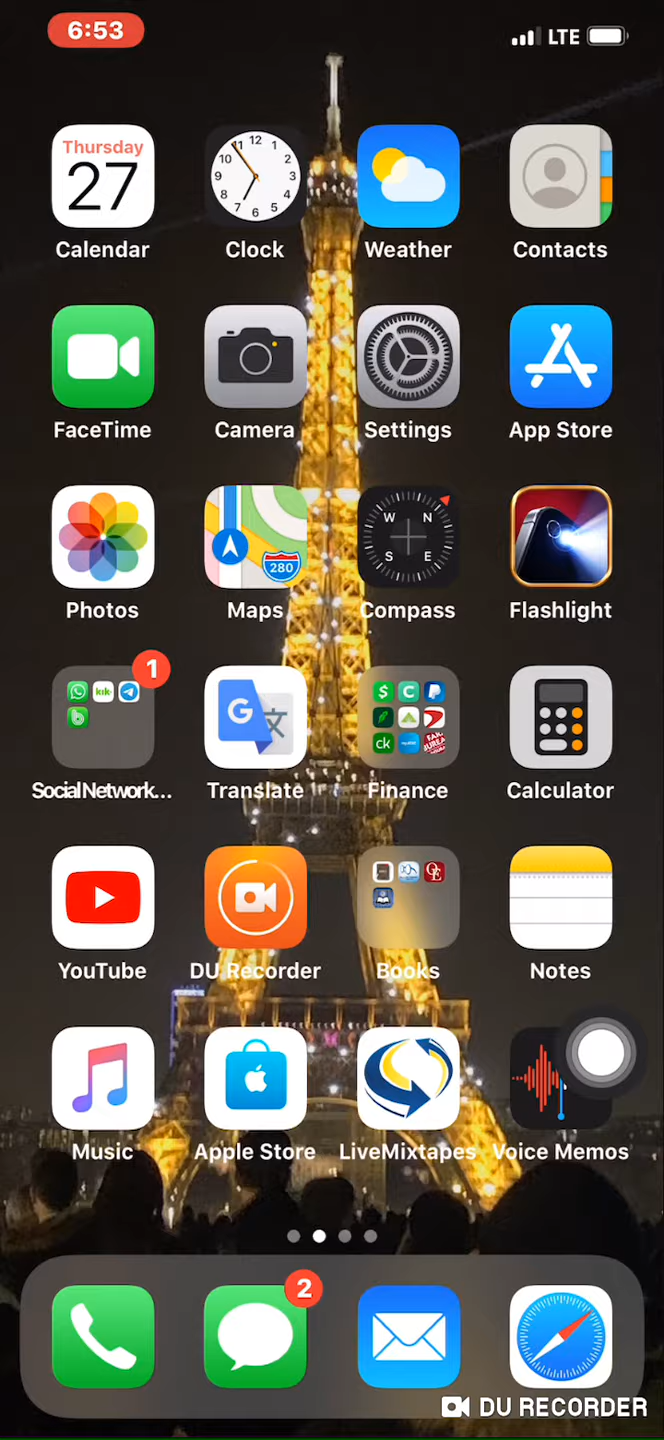 6:53
LTE
Thursday
27
Calendar
Clock
Weather
Contacts
FaceTime
Camera
Settings
App Store
280
Photos
Maps
W N
S E
Compass
Flashlight
1
kik
ck
SocialNetwork...
G
Translate
Finance
Calculator
YouTube
DU Recorder
Books
Notes
Music
Apple Store
LiveMixtapes
Voice Memos
2
DU RECORDER